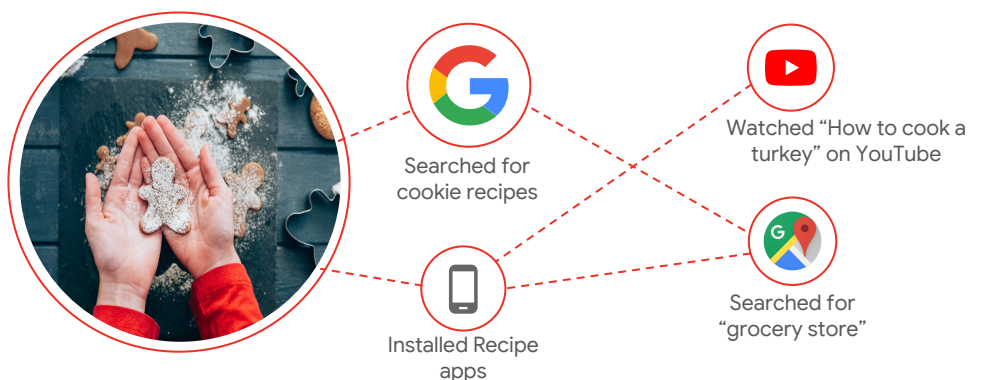 Searched for
cookie recipes
Installed Recipe
apps
Watched “How to cook a
turkey” on YouTube
G
Searched for
“grocery store”